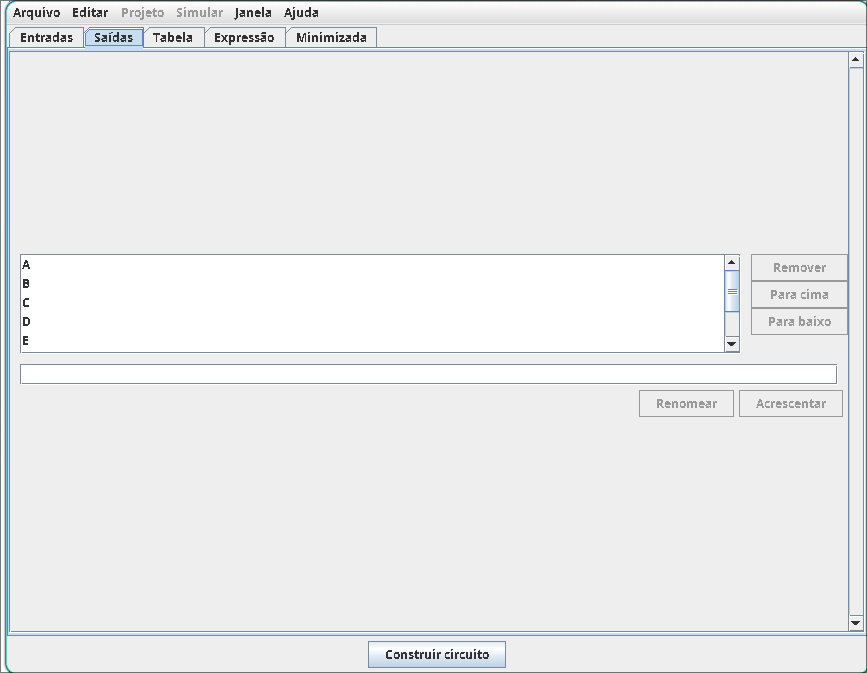 Arquivo Editar Projeto Simular Janela Ajuda
Entradas Saídas Tabela Expressão Minimizada
A
B
C
D
E
Remover
Para cima
Para baixo
Renomear Acrescentar
Construir circuito